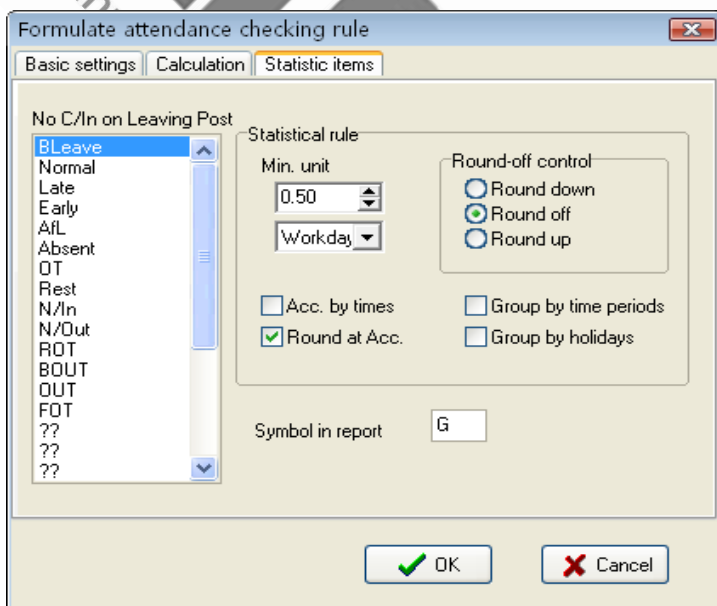 Formulate attendance checking rule
Basic settings Calculation Statistic items
No C/In on Leaving Post
BLeave
Normal
Late
Early
AfL
Absent
OT
Rest
N/In
N/Out
ROT
BOUT
OUT
FOT
??
??
??
Statistical rule
Min. unit
0.50
Workday
Round-off control
Round down
Round off
Round up
Acc. by times
Group by time periods
Round at Acc.
Group by holidays
Symbol in report G
OK Cancel